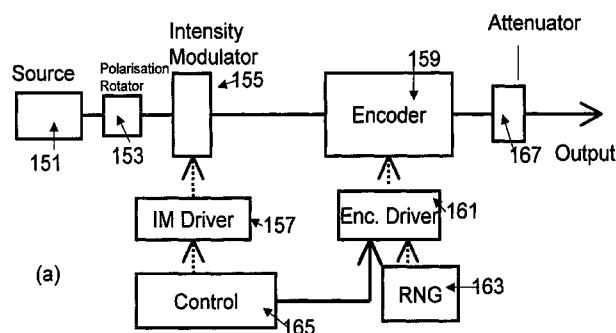 Attenuator
Intensity
Modulator
Polarisation
Rotator
Source
155
159
Encoder
151
153
167
Output
IM Driver
157
Enc. Driver
161
(a)
Control
165
RNG
163